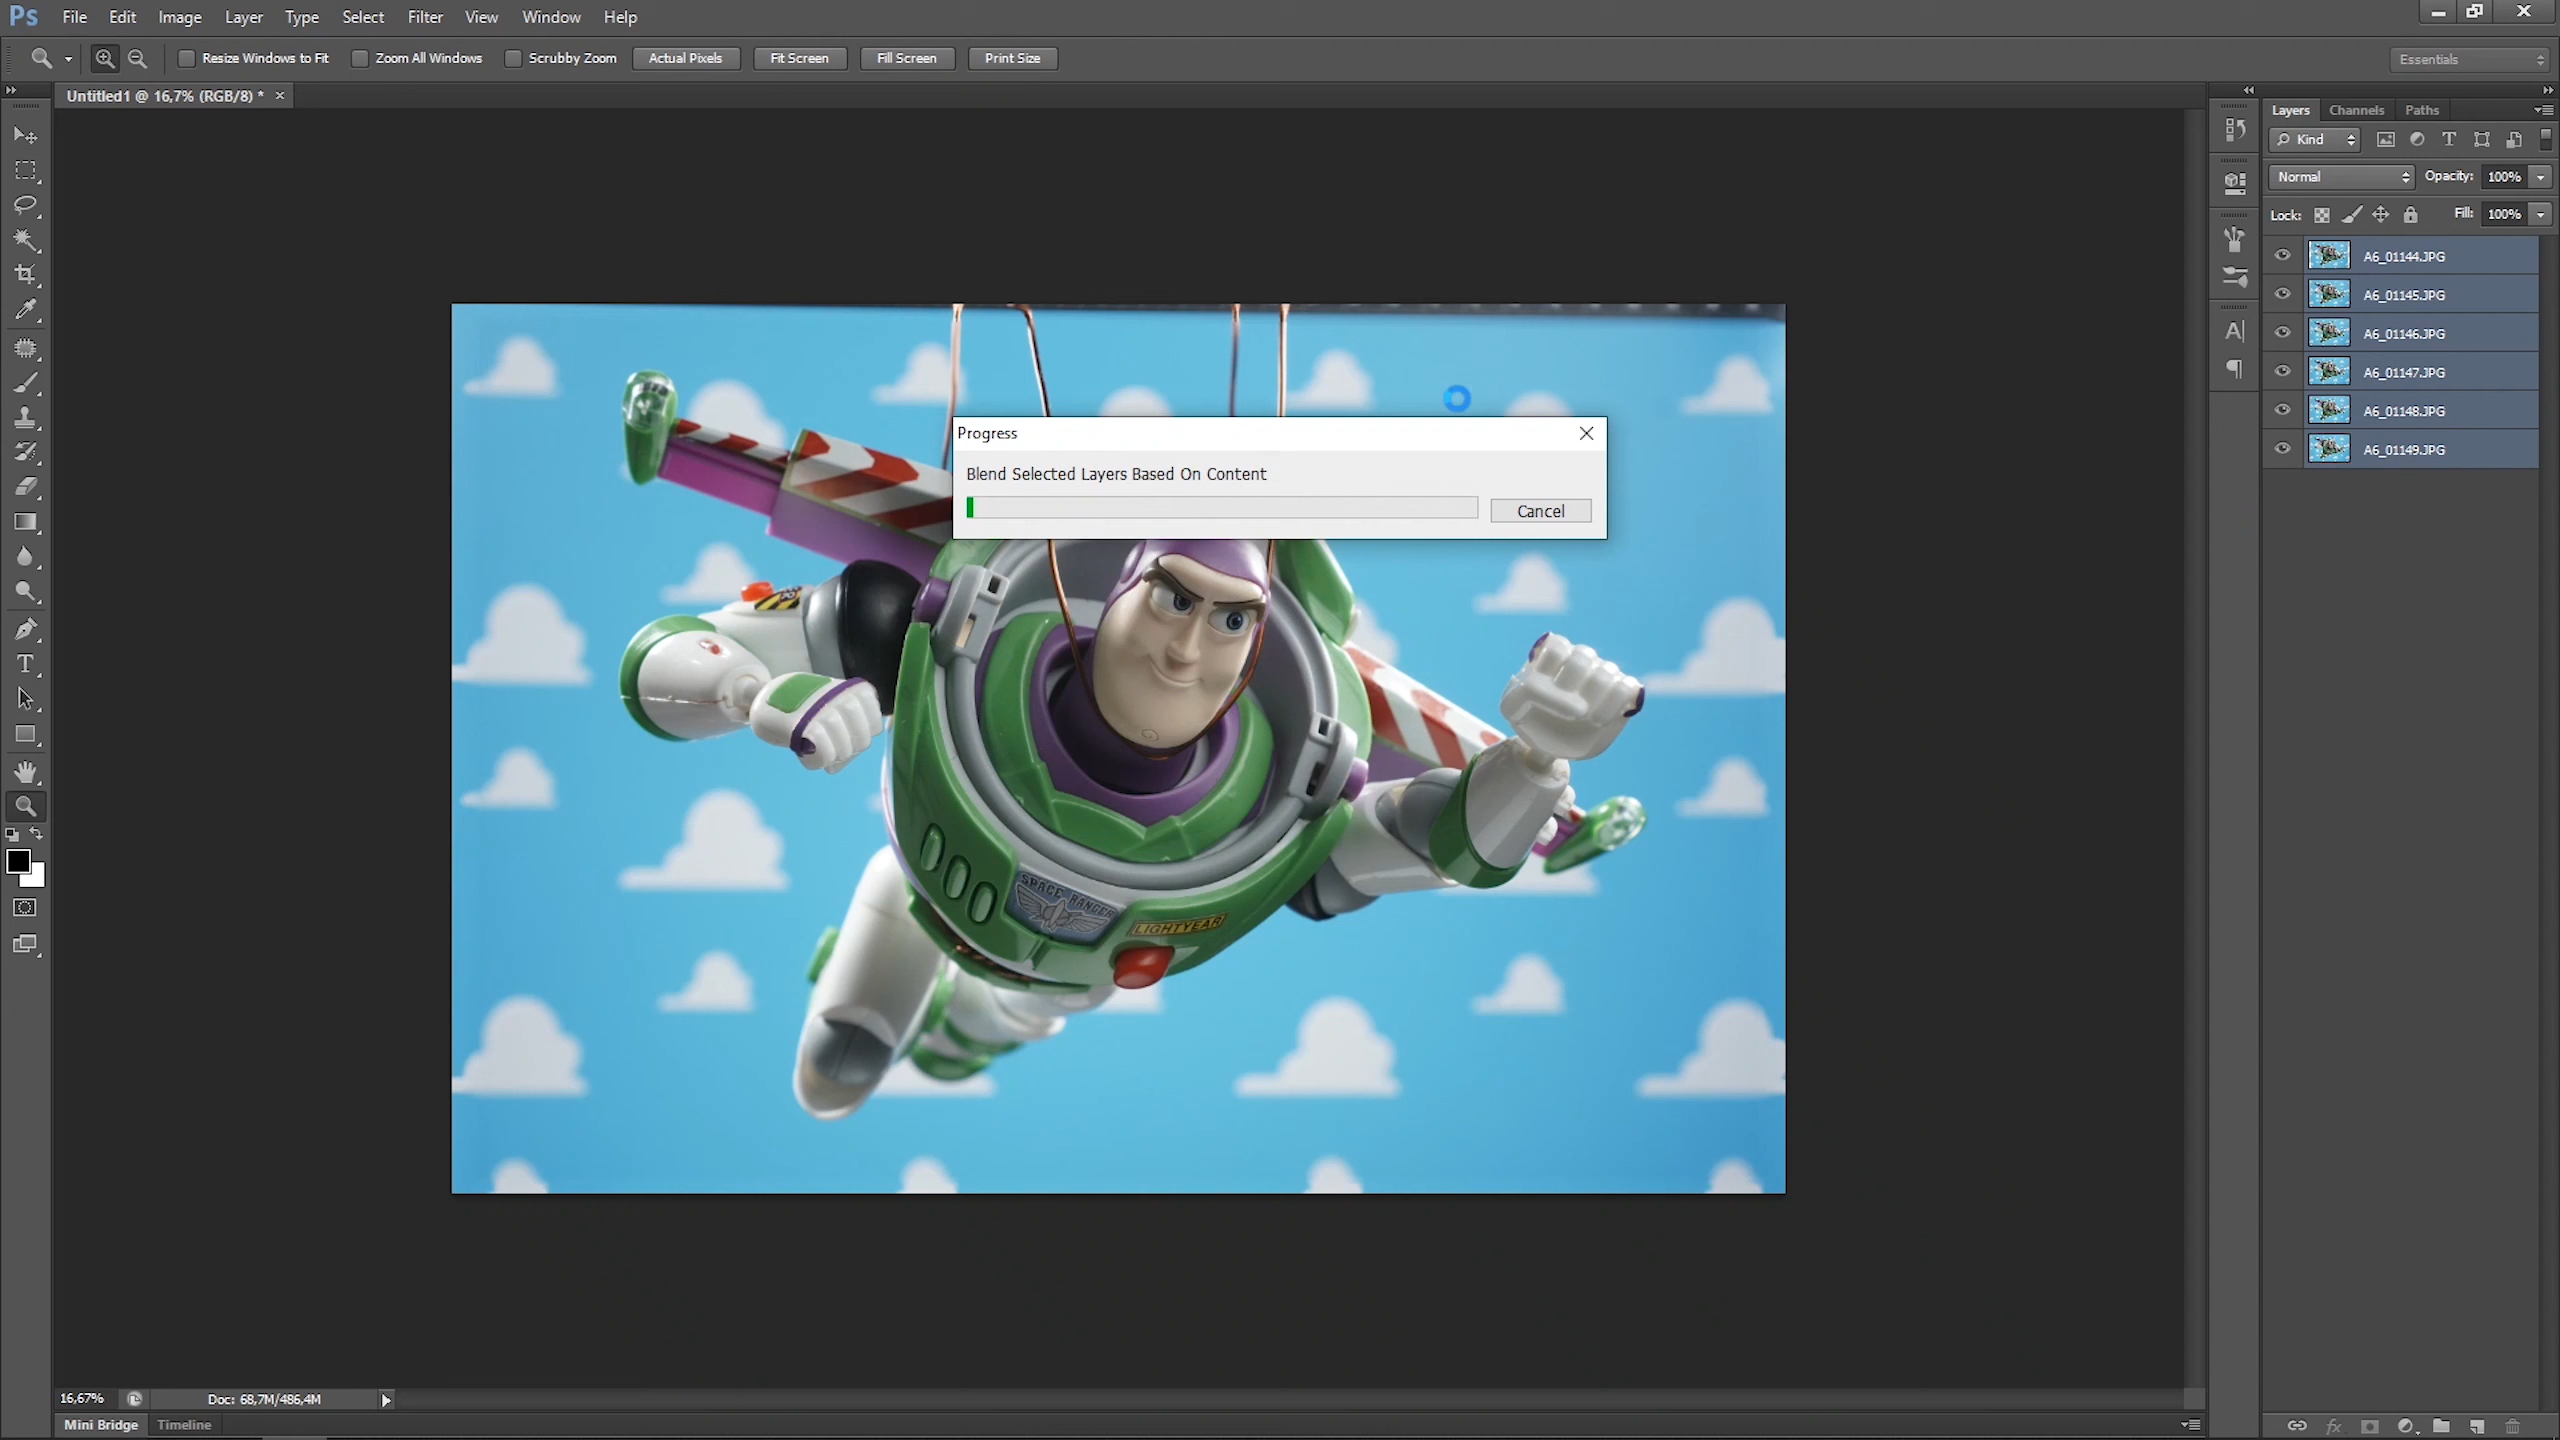 Ps File Edit Image Layer Type Select Filter View Window Help
Resize Windows to Fit Zoom All Windows Scrubby Zoom Actual Pixels Fit Screen Fill Screen Print Size Essentials
Untitled1 @ 16,7% (RGB/8) * ×
Layers Channels Paths
Kind
Normal Opacity: 100%
Lock: Fill: 100%
A6_01144.JPG
A6_01145.JPG
A6_01146.JPG
A6_01147.JPG
A6_01148.JPG
A6_01149.JPG
Progress
Blend Selected Layers Based On Content
Cancel
SPACE RANGER
LIGHTYEAR
16,67% Doc: 68,7M/486,4M
Mini Bridge Timeline